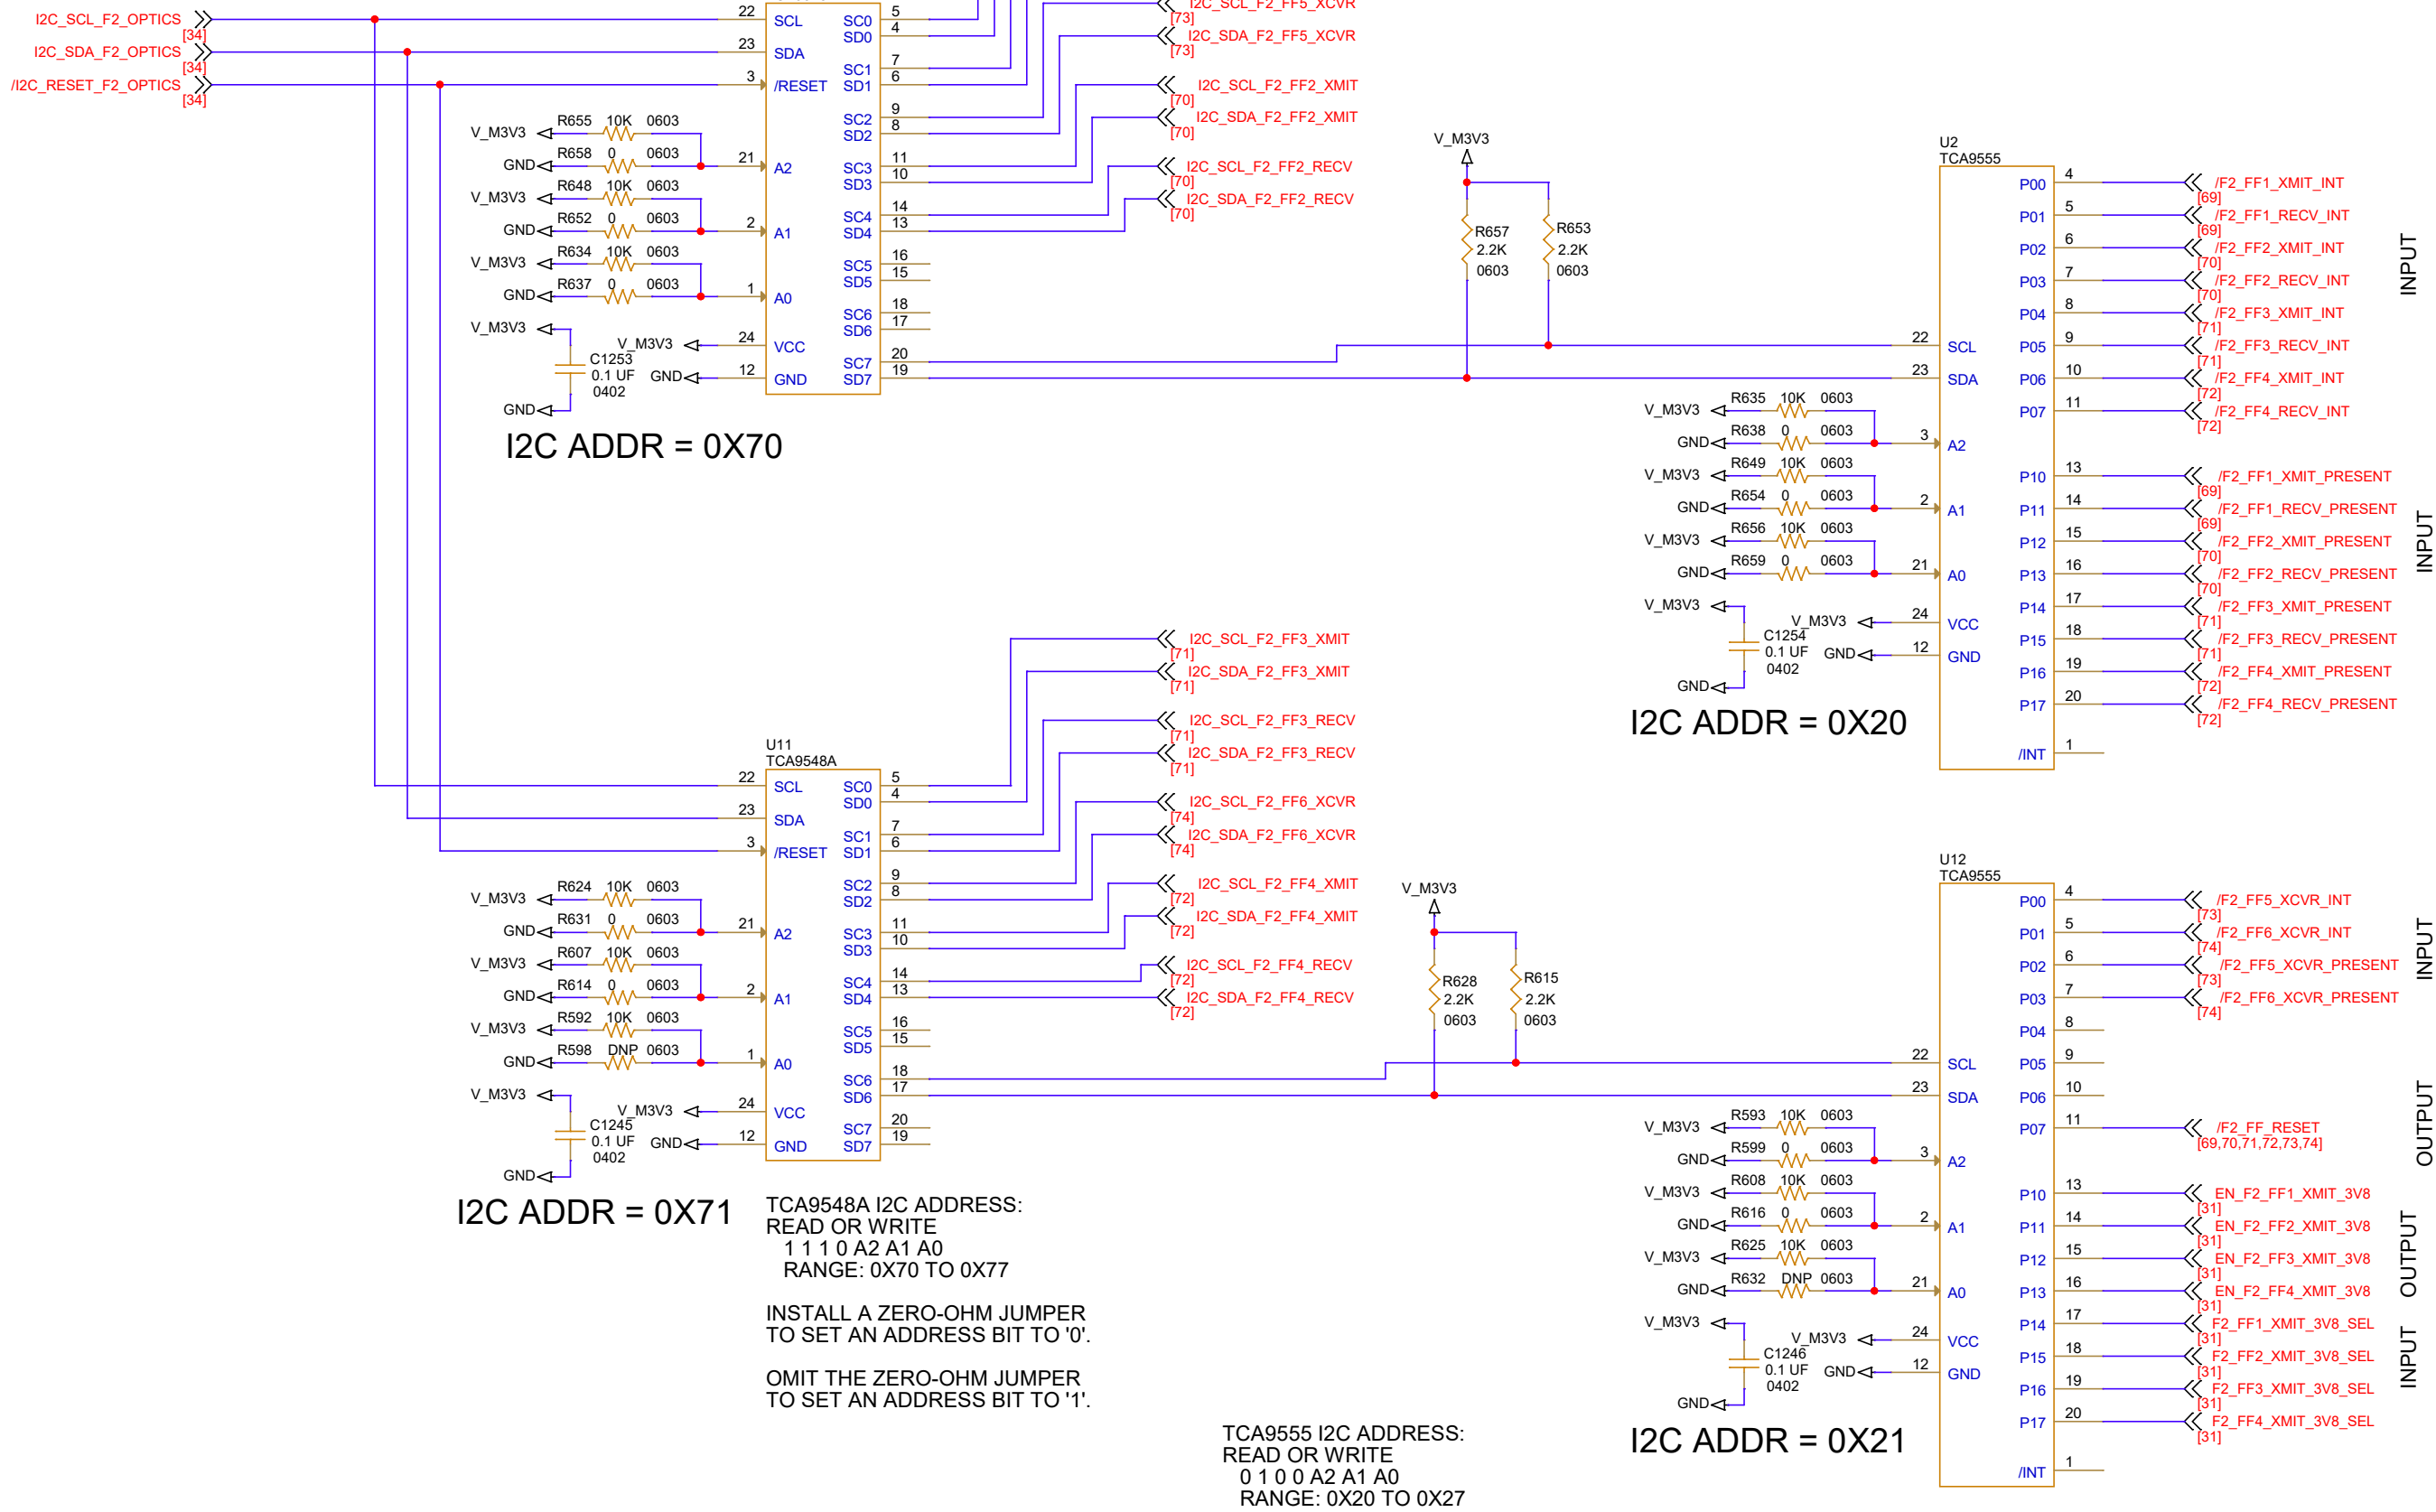 I2C_SCL_F2_OPTICS
[34]
I2C_SDA_F2_OPTICS
[34]
/I2C_RESET_F2_OPTICS
[34]
22 SCL
23 SDA
3 /RESET
SC0 5
SD0 4
SC1 7
SD1 6
SC2 9
SD2 8
SC3 11
SD3 10
SC4 14
SD4 13
SC5 16
SD5 15
SC6 18
SD6 17
SC7 20
SD7 19
V_M3V3 R655 10K 0603
GND R658 0 0603
21 A2
V_M3V3 R648 10K 0603
GND R652 0 0603
2 A1
V_M3V3 R634 10K 0603
GND R637 0 0603
1 A0
V_M3V3
C1253
0.1 UF
0402
GND
V_M3V3 24 VCC
GND 12 GND
I2C ADDR = 0X70
I2C_SCL_F2_FF5_XCVR
[73]
I2C_SDA_F2_FF5_XCVR
[73]
I2C_SCL_F2_FF2_XMIT
[70]
I2C_SDA_F2_FF2_XMIT
[70]
I2C_SCL_F2_FF2_RECV
[70]
I2C_SDA_F2_FF2_RECV
[70]
V_M3V3
R657
2.2K
0603
R653
2.2K
0603
U2
TCA9555
22 SCL
23 SDA
V_M3V3 R635 10K 0603
GND R638 0 0603
3 A2
V_M3V3 R649 10K 0603
GND R654 0 0603
2 A1
V_M3V3 R656 10K 0603
GND R659 0 0603
21 A0
V_M3V3
C1254
0.1 UF
0402
GND
V_M3V3 24 VCC
GND 12 GND
I2C ADDR = 0X20
P00 4 /F2_FF1_XMIT_INT
[69]
P01 5 /F2_FF1_RECV_INT
[69]
P02 6 /F2_FF2_XMIT_INT
[70]
P03 7 /F2_FF2_RECV_INT
[70]
P04 8 /F2_FF3_XMIT_INT
[71]
P05 9 /F2_FF3_RECV_INT
[71]
P06 10 /F2_FF4_XMIT_INT
[72]
P07 11 /F2_FF4_RECV_INT
[72]
INPUT
P10 13 /F2_FF1_XMIT_PRESENT
[69]
P11 14 /F2_FF1_RECV_PRESENT
[69]
P12 15 /F2_FF2_XMIT_PRESENT
[70]
P13 16 /F2_FF2_RECV_PRESENT
[70]
P14 17 /F2_FF3_XMIT_PRESENT
[71]
P15 18 /F2_FF3_RECV_PRESENT
[71]
P16 19 /F2_FF4_XMIT_PRESENT
[72]
P17 20 /F2_FF4_RECV_PRESENT
[72]
INPUT
/INT 1
U11
TCA9548A
22 SCL
23 SDA
3 /RESET
SC0 5
SD0 4
SC1 7
SD1 6
SC2 9
SD2 8
SC3 11
SD3 10
SC4 14
SD4 13
SC5 16
SD5 15
SC6 18
SD6 17
SC7 20
SD7 19
V_M3V3 R624 10K 0603
GND R631 0 0603
21 A2
V_M3V3 R607 10K 0603
GND R614 0 0603
2 A1
V_M3V3 R592 10K 0603
GND R598 DNP 0603
1 A0
V_M3V3
C1245
0.1 UF
0402
GND
V_M3V3 24 VCC
GND 12 GND
I2C ADDR = 0X71
I2C_SCL_F2_FF3_XMIT
[71]
I2C_SDA_F2_FF3_XMIT
[71]
I2C_SCL_F2_FF3_RECV
[71]
I2C_SDA_F2_FF3_RECV
[71]
I2C_SCL_F2_FF6_XCVR
[74]
I2C_SDA_F2_FF6_XCVR
[74]
I2C_SCL_F2_FF4_XMIT
[72]
I2C_SDA_F2_FF4_XMIT
[72]
I2C_SCL_F2_FF4_RECV
[72]
I2C_SDA_F2_FF4_RECV
[72]
V_M3V3
R628
2.2K
0603
R615
2.2K
0603
TCA9548A I2C ADDRESS:
READ OR WRITE
1 1 1 0 A2 A1 A0
RANGE: 0X70 TO 0X77
INSTALL A ZERO-OHM JUMPER
TO SET AN ADDRESS BIT TO '0'.
OMIT THE ZERO-OHM JUMPER
TO SET AN ADDRESS BIT TO '1'.
TCA9555 I2C ADDRESS:
READ OR WRITE
0 1 0 0 A2 A1 A0
RANGE: 0X20 TO 0X27
U12
TCA9555
22 SCL
23 SDA
V_M3V3 R593 10K 0603
GND R599 0 0603
3 A2
V_M3V3 R608 10K 0603
GND R616 0 0603
2 A1
V_M3V3 R625 10K 0603
GND R632 DNP 0603
21 A0
V_M3V3
C1246
0.1 UF
0402
GND
V_M3V3 24 VCC
GND 12 GND
I2C ADDR = 0X21
P00 4 /F2_FF5_XCVR_INT
[73]
P01 5 /F2_FF6_XCVR_INT
[74]
P02 6 /F2_FF5_XCVR_PRESENT
[73]
P03 7 /F2_FF6_XCVR_PRESENT
[74]
INPUT
P04 8
P05 9
P06 10
P07 11 /F2_FF_RESET
[69,70,71,72,73,74]
OUTPUT
P10 13 EN_F2_FF1_XMIT_3V8
[31]
P11 14 EN_F2_FF2_XMIT_3V8
[31]
P12 15 EN_F2_FF3_XMIT_3V8
[31]
P13 16 EN_F2_FF4_XMIT_3V8
[31]
OUTPUT
P14 17 F2_FF1_XMIT_3V8_SEL
[31]
P15 18 F2_FF2_XMIT_3V8_SEL
[31]
P16 19 F2_FF3_XMIT_3V8_SEL
[31]
P17 20 F2_FF4_XMIT_3V8_SEL
[31]
INPUT
/INT 1